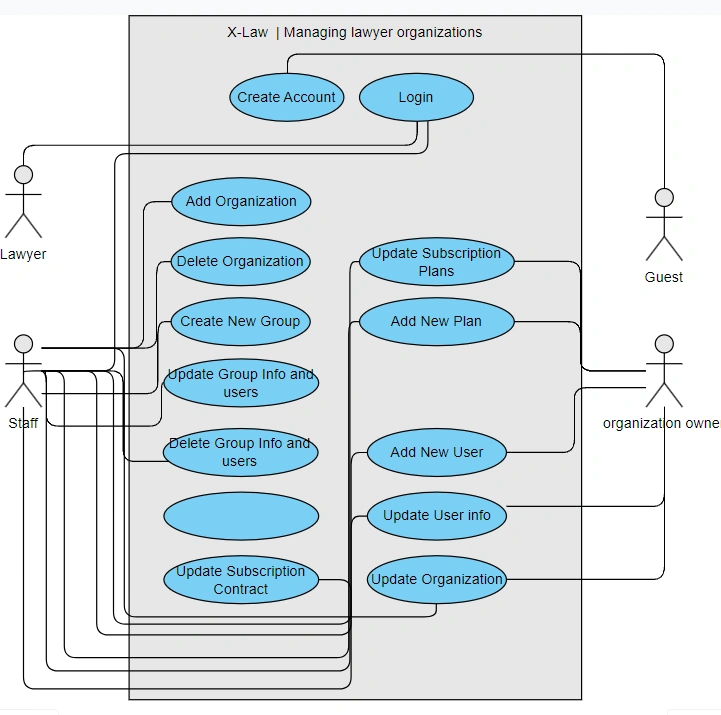 X-Law | Managing lawyer organizations
Create Account
Login
Lawyer
Guest
Add Organization
Delete Organization
Create New Group
Update Group Info and
users
Delete Group Info and
users
Update Subscription
Contract
Update Subscription
Plans
Add New Plan
Add New User
Update User info
Update Organization
Staff
organization owner